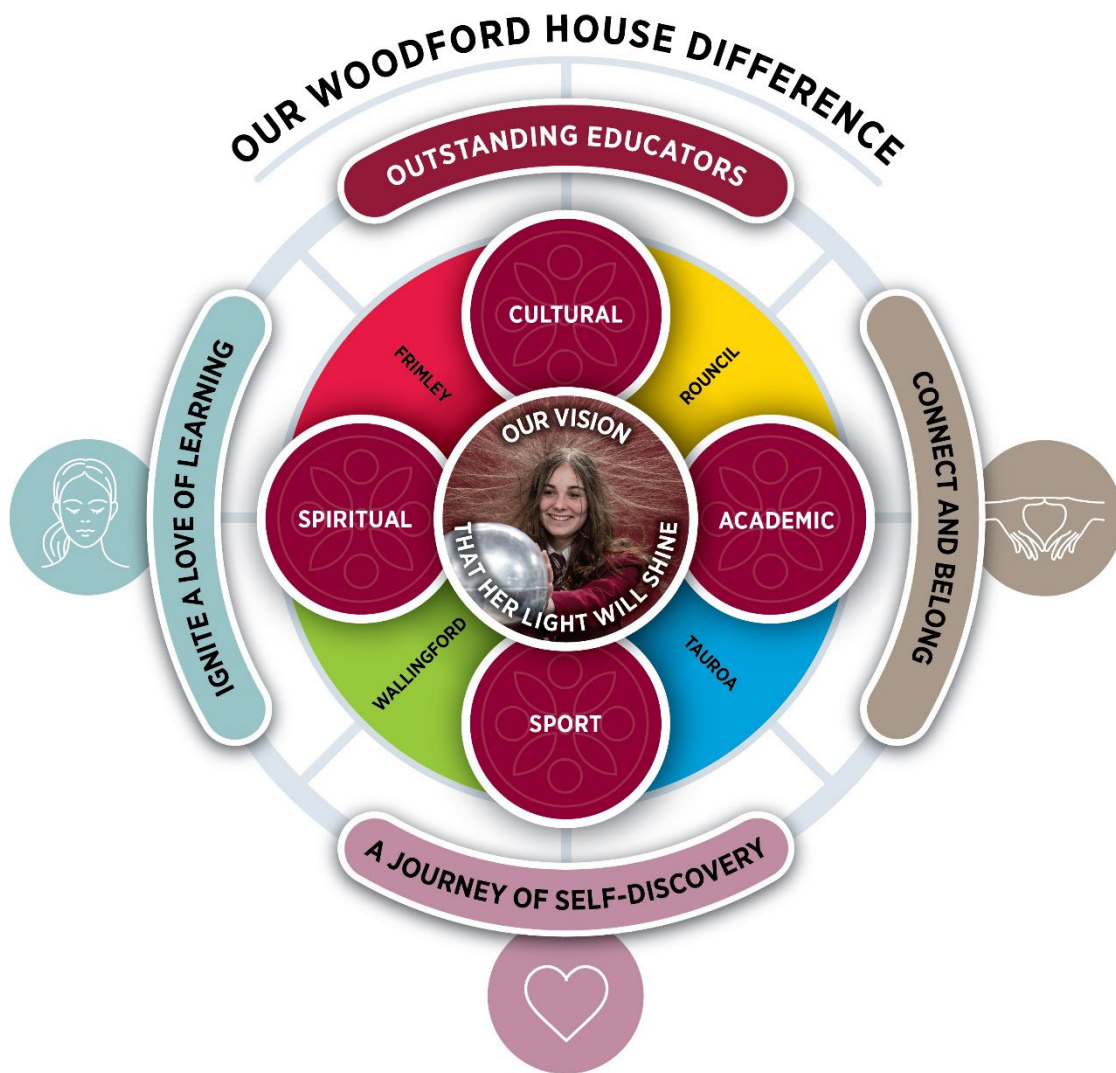 OUR WOODFORD HOUSE DIFFERENCE
OUTSTANDING EDUCATORS
CULTURAL
FRIMLEY
ROUNCIL
IGNITE A LOVE OF LEARNING
CONNECT AND BELONG
OUR VISION
SPIRITUAL
ACADEMIC
THAT HER LIGHT WILL SHINE
WALLINGFORD
TAUROA
SPORT
A JOURNEY OF SELF-DISCOVERY